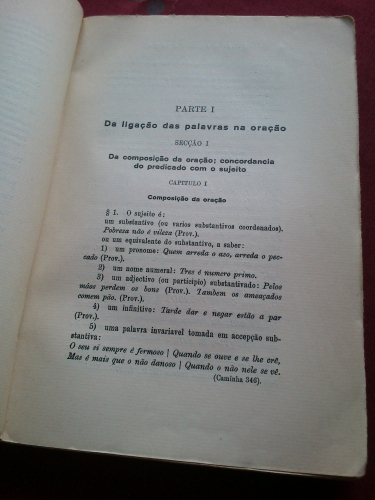 PARTE I
Da ligação das palavras na oração
SECÇÃO I
Da composição da oração; concordancia
do predicado com o sujeito
CAPITULO I
Composição da oração
§ 1. O sujeito é:
um substantivo (ou varios substantivos coordenados).
Pobreza não é vileza (Prov.).
ou um equivalente do substantivo, a saber:
1) um pronome: Quem arreda o azo, arreda o pec-
cado (Prov.).
2) um nome numeral: Tres é numero primo.
3) um adjectivo (ou participio) substantivado: Pelos
máos perdem os bons (Prov.). Tambem os ameaçados
comem pão. (Prov.).
4) um infinitivo: Tarde dar e negar estão a par
(Prov.).
5) uma palavra invariavel tomada em accepção sub-
stantiva:
O seu si sempre é fermoso | Quando se ouve e se lhe crê,
Mas é mais que o não danoso | Quando o não nele se vê.
(Caminha 346).